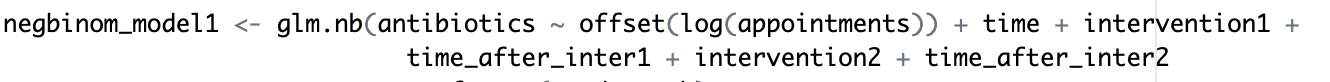 negbinom_model1 <- glm.nb(antibiotics ~ offset(log(appointments)) + time + intervention1 +
time_after_inter1 + intervention2 + time_after_inter2